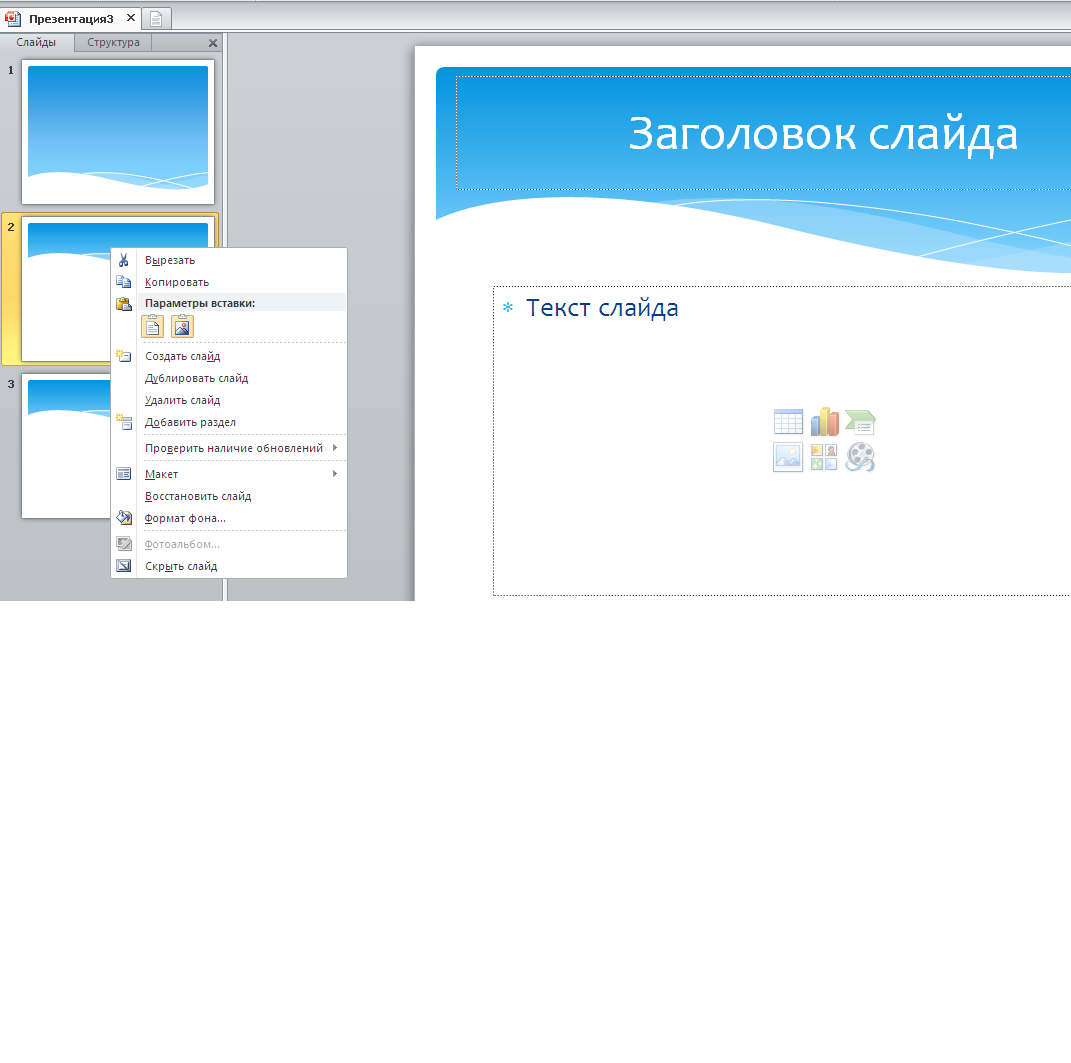 Презентация3
Слайды Структура
1
2
3
Вырезать
Копировать
Параметры вставки:
Создать слайд
Дублировать слайд
Удалить слайд
Добавить раздел
Проверить наличие обновлений
Макет
Восстановить слайд
Формат фона...
Фотоальбом...
Скрыть слайд
Заголовок слайда
* Текст слайда